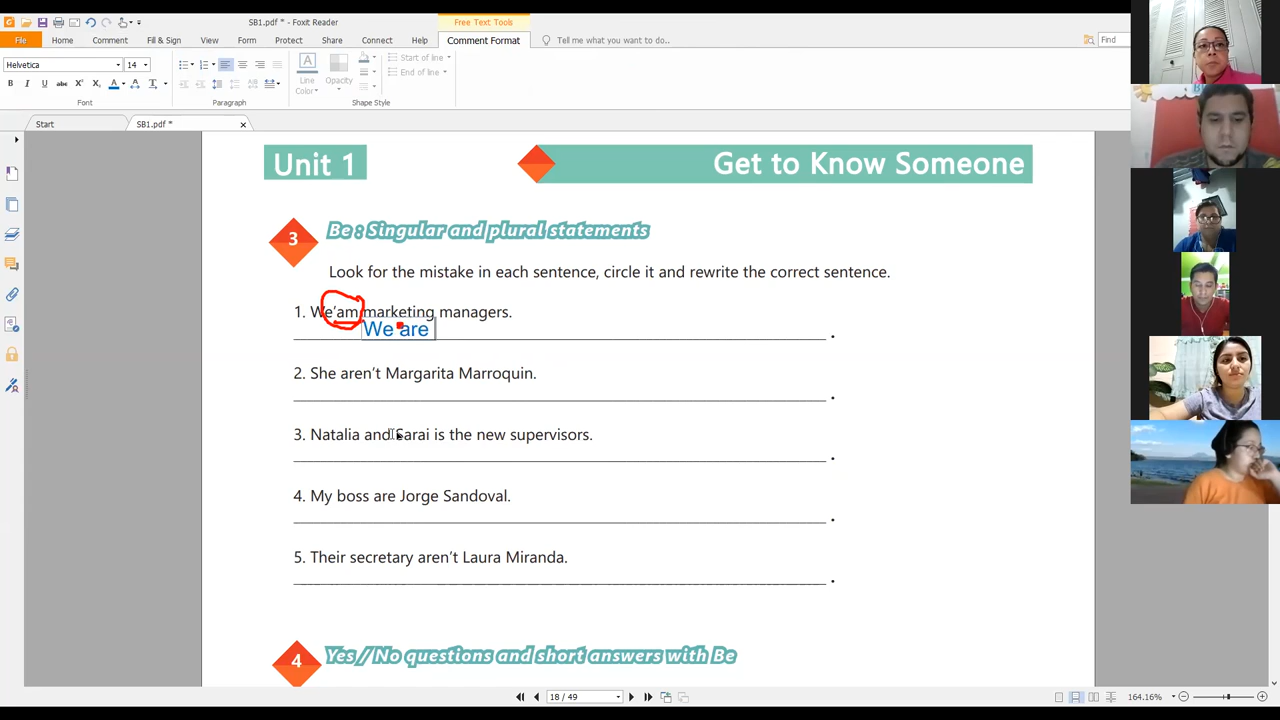 SB1.pdf * - Foxit Reader
Free Text Tools
File Home Comment Fill & Sign View Form Protect Share Connect Help Comment Format Tell me what you want to do.. Find
Helvetica 14
Start of line
End of line
Line Color Opacity
Font Paragraph Shape Style
Start SB1.pdf *
Unit 1 Get to Know Someone
3 Be : Singular and plural statements
Look for the mistake in each sentence, circle it and rewrite the correct sentence.
1. We'am marketing managers.
We are
2. She aren't Margarita Marroquin.
3. Natalia and Sarai is the new supervisors.
4. My boss are Jorge Sandoval.
5. Their secretary aren't Laura Miranda.
4 Yes / No questions and short answers with Be
18 / 49 164.16%